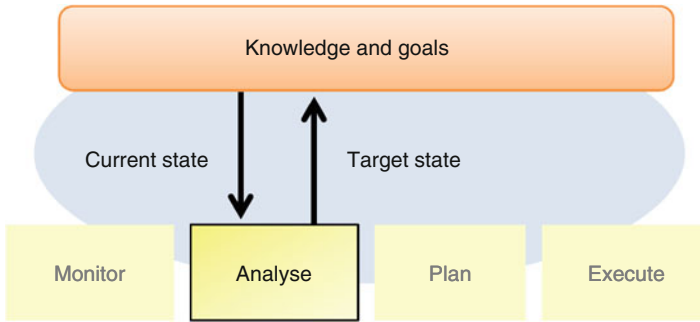 Knowledge and goals
Current state
Target state
Monitor
Analyse
Plan
Execute